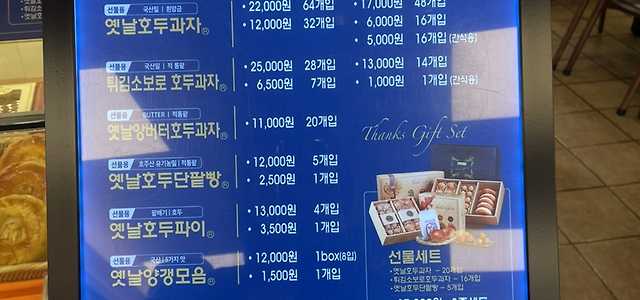 선물용 국산밀 | 흰앙금
옛날호두과자®
• 22,000원 64개입
• 12,000원 32개입
• 17,000원 48개입
• 6,000원 16개입
5,000원 16개입 (간식용)
선물용 국산밀 | 적통팥
튀김소보로 호두과자®
• 25,000원 28개입
• 6,500원 7개입
• 13,000원 14개입
• 1,000원 1개입 (간식용)
선물용 BUTTER | 적통팥
옛날앙버터호두과자®
• 11,000원 20개입
Thanks Gift Set
선물용 호주산 유기농밀 | 적통팥
옛날호두단팥빵®
• 12,000원 5개입
• 2,500원 1개입
선물용 팥배기 | 호두
옛날호두파이®
• 13,000원 4개입
• 3,500원 1개입
선물용 국산 | 5가지 맛
옛날양갱모음®
• 12,000원 1box(8입)
• 1,500원 1개입
선물세트
• 옛날호두과자 - 20개입
• 튀김소보로호두과자 - 16개입
• 옛날호두단팥빵 - 5개입